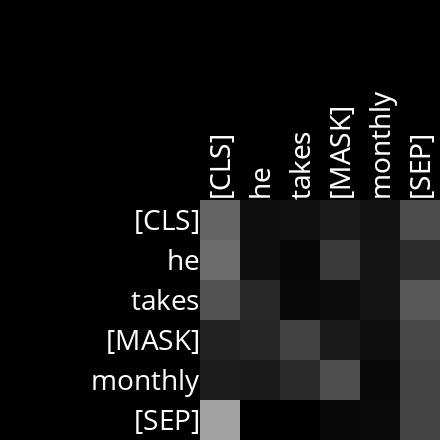 [CLS] he takes [MASK] monthly [SEP]
[CLS]
he
takes
[MASK]
monthly
[SEP]